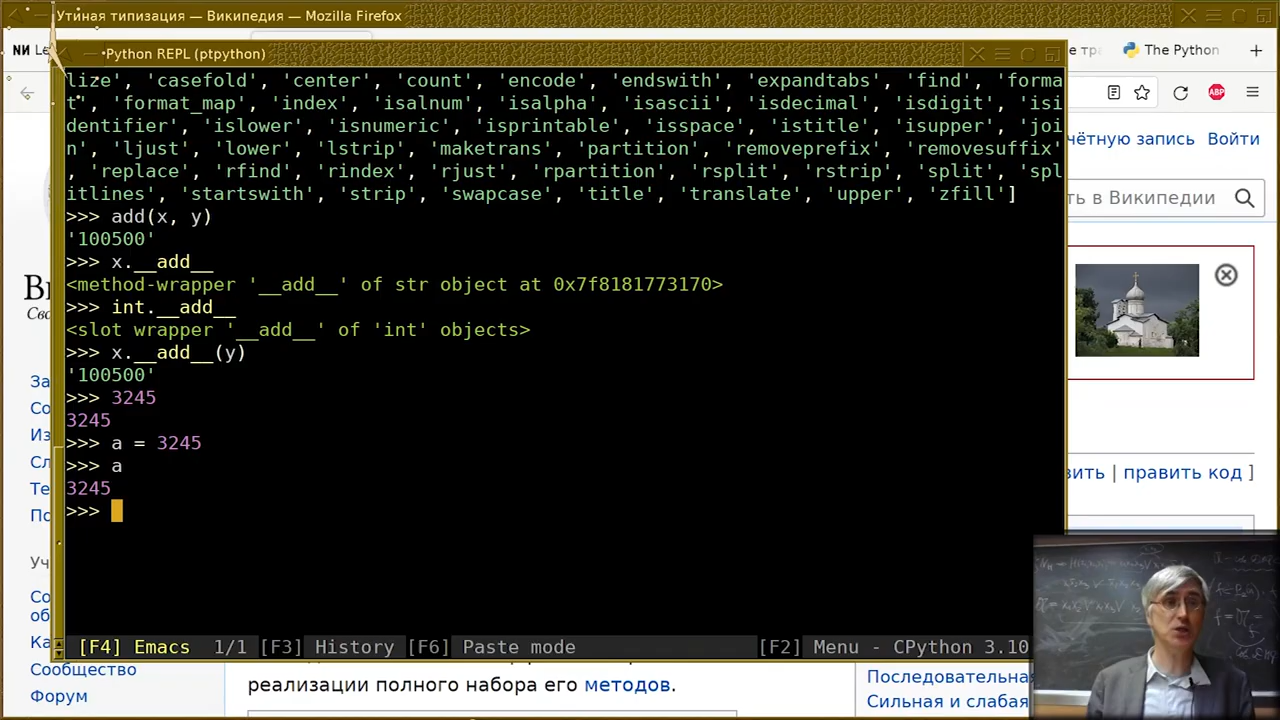 Утиная типизация — Википедия — Mozilla Firefox
Python REPL (ptpython)
The Python
lize', 'casefold', 'center', 'count', 'encode', 'endswith', 'expandtabs', 'find', 'forma
t', 'format_map', 'index', 'isalnum', 'isalpha', 'isascii', 'isdecimal', 'isdigit', 'isi
dentifier', 'islower', 'isnumeric', 'isprintable', 'isspace', 'istitle', 'isupper', 'joi
n', 'ljust', 'lower', 'lstrip', 'maketrans', 'partition', 'removeprefix', 'removesuffix'
, 'replace', 'rfind', 'rindex', 'rjust', 'rpartition', 'rsplit', 'rstrip', 'split', 'spl
itlines', 'startswith', 'strip', 'swapcase', 'title', 'translate', 'upper', 'zfill']
>>> add(x, y)
'100500'
>>> x.__add__
<method-wrapper '__add__' of str object at 0x7f8181773170>
>>> int.__add__
<slot wrapper '__add__' of 'int' objects>
>>> x.__add__(y)
'100500'
>>> 3245
3245
>>> a = 3245
>>> a
3245
>>>
[F4] Emacs 1/1 [F3] History [F6] Paste mode [F2] Menu - CPython 3.10
ABP
чётную запись Войти
ть в Википедии
вить | править код ]
Сообщество
Форум
реализации полного набора его методов.
Последовательная
Сильная и слабая